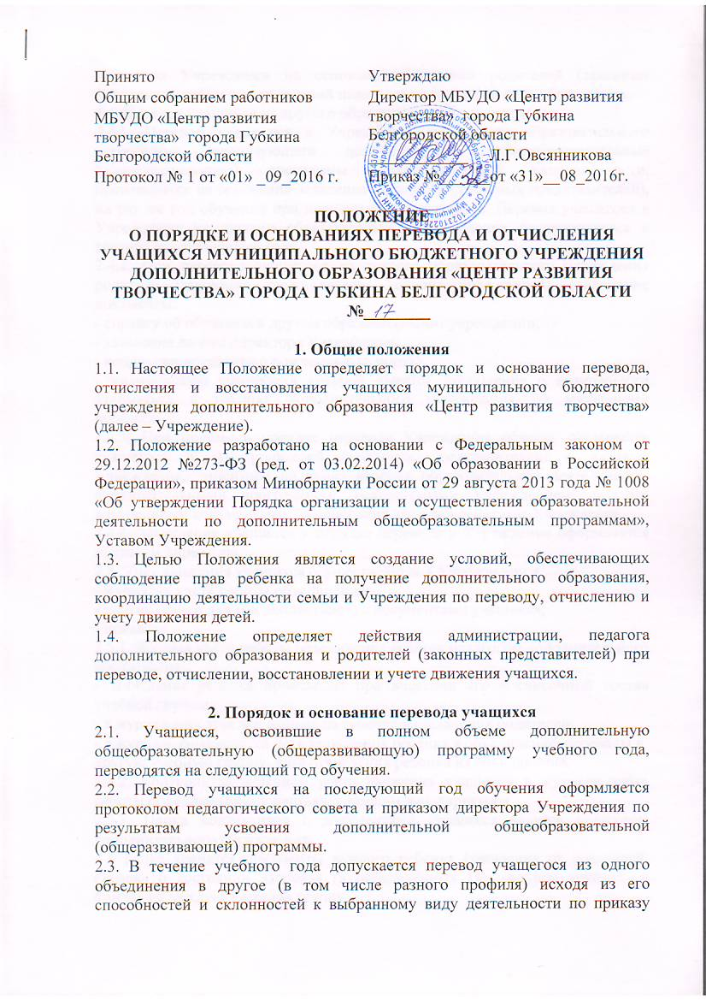 Принято
Общим собранием работников
МБУДО «Центр развития
творчества» города Губкина
Белгородской области
Протокол № 1 от «01» _09_2016 г.
Утверждаю
Директор МБУДО «Центр развития
творчества» города Губкина
Белгородской области
Л.Г.Овсянникова
Приказ № 32 от «31»__08_2016г.
ПОЛОЖЕНИЕ
О ПОРЯДКЕ И ОСНОВАНИЯХ ПЕРЕВОДА И ОТЧИСЛЕНИЯ
УЧАЩИХСЯ МУНИЦИПАЛЬНОГО БЮДЖЕТНОГО УЧРЕЖДЕНИЯ
ДОПОЛНИТЕЛЬНОГО ОБРАЗОВАНИЯ «ЦЕНТР РАЗВИТИЯ
ТВОРЧЕСТВА» ГОРОДА ГУБКИНА БЕЛГОРОДСКОЙ ОБЛАСТИ
№ 17
1. Общие положения
1.1. Настоящее Положение определяет порядок и основание перевода,
отчисления и восстановления учащихся муниципального бюджетного
учреждения дополнительного образования «Центр развития творчества»
(далее – Учреждение).
1.2. Положение разработано на основании с Федеральным законом от
29.12.2012 №273-ФЗ (ред. от 03.02.2014) «Об образовании в Российской
Федерации», приказом Минобрнауки России от 29 августа 2013 года № 1008
«Об утверждении Порядка организации и осуществления образовательной
деятельности по дополнительным общеобразовательным программам»,
Уставом Учреждения.
1.3. Целью Положения является создание условий, обеспечивающих
соблюдение прав ребенка на получение дополнительного образования,
координацию деятельности семьи и Учреждения по переводу, отчислению и
учету движения детей.
1.4. Положение определяет действия администрации, педагога
дополнительного образования и родителей (законных представителей) при
переводе, отчислении, восстановлении и учете движения учащихся.
2. Порядок и основание перевода учащихся
2.1. Учащиеся, освоившие в полном объеме дополнительную
общеобразовательную (общеразвивающую) программу учебного года,
переводятся на следующий год обучения.
2.2. Перевод учащихся на последующий год обучения оформляется
протоколом педагогического совета и приказом директора Учреждения по
результатам усвоения дополнительной общеобразовательной
(общеразвивающей) программы.
2.3. В течение учебного года допускается перевод учащегося из одного
объединения в другое (в том числе разного профиля) исходя из его
способностей и склонностей к выбранному виду деятельности по приказу